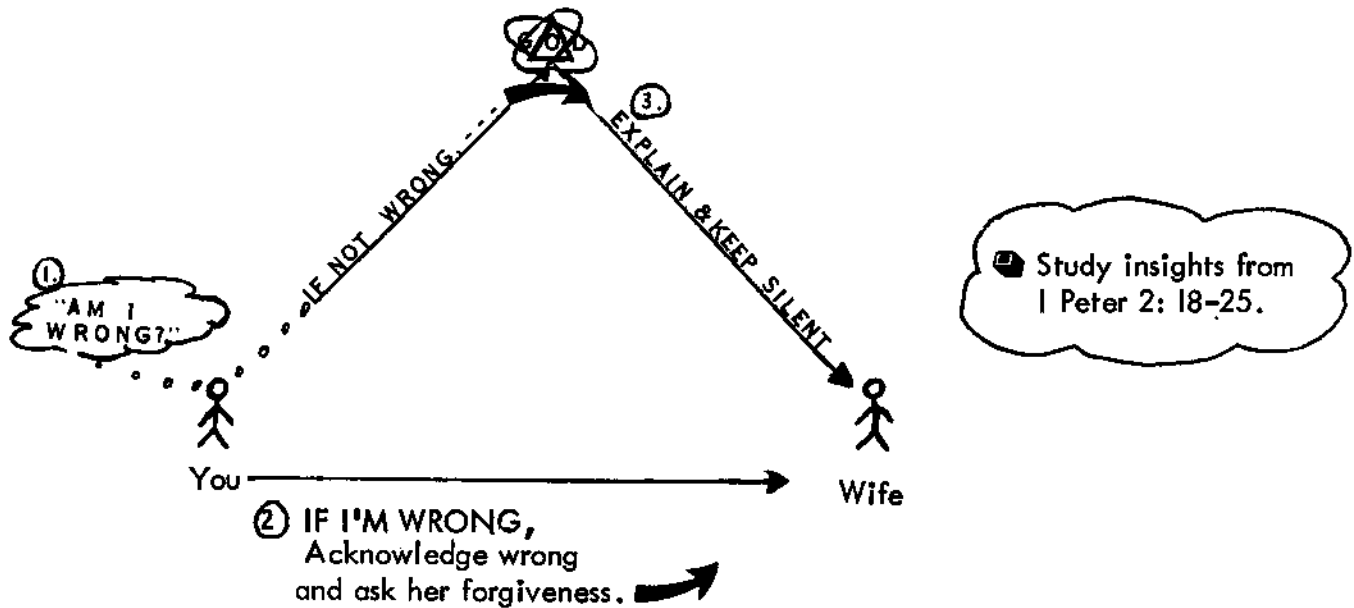 GOD
3.
EXPLAIN & KEEP SILENT
IF NOT WRONG, ...
1.
"AM I
WRONG?"
Study insights from
1 Peter 2: 18-25.
You
Wife
2 IF I'M WRONG,
Acknowledge wrong
and ask her forgiveness.